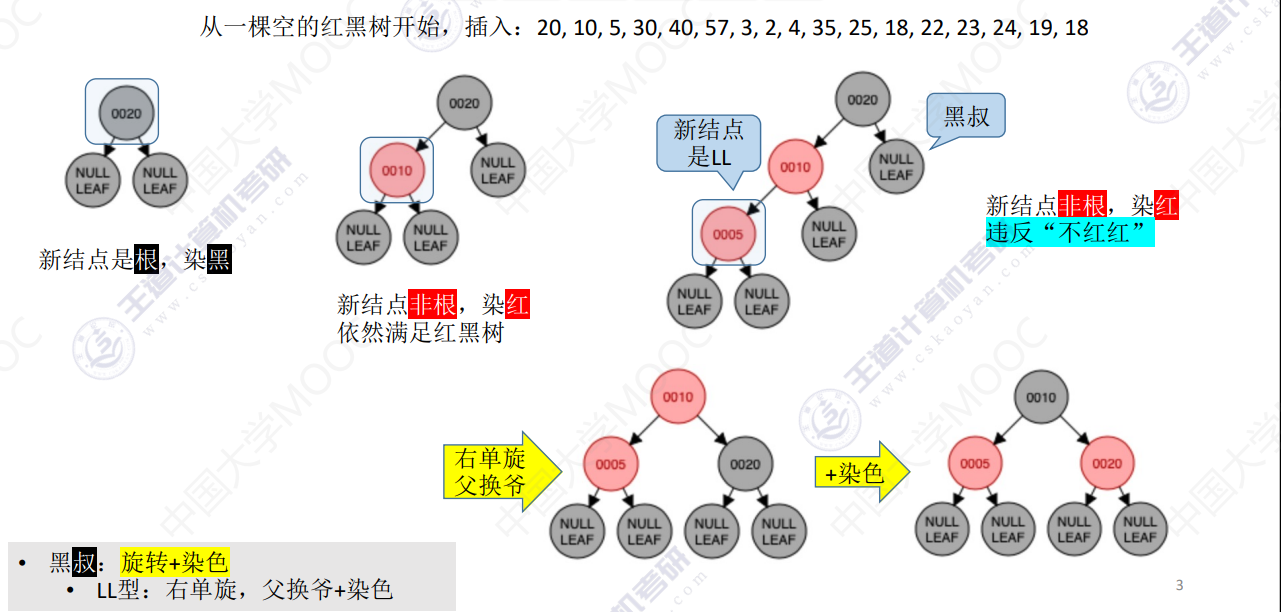 从一棵空的红黑树开始，插入：20, 10, 5, 30, 40, 57, 3, 2, 4, 35, 25, 18, 22, 23, 24, 19, 18
0020
NULL
LEAF
NULL
LEAF
新结点是根，染黑
0020
0010
NULL
LEAF
NULL
LEAF
NULL
LEAF
新结点非根，染红
依然满足红黑树
新结点
是LL
黑叔
0020
0010
NULL
LEAF
0005
NULL
LEAF
NULL
LEAF
NULL
LEAF
新结点非根，染红
违反“不红红”
右单旋
父换爷
0010
0005
0020
NULL
LEAF
NULL
LEAF
NULL
LEAF
NULL
LEAF
+染色
0010
0005
0020
NULL
LEAF
NULL
LEAF
NULL
LEAF
NULL
LEAF
• 黑叔：旋转+染色
• LL型：右单旋，父换爷+染色
3
中国大学MOOC
王道计算机考研
www.cskaoyan.com